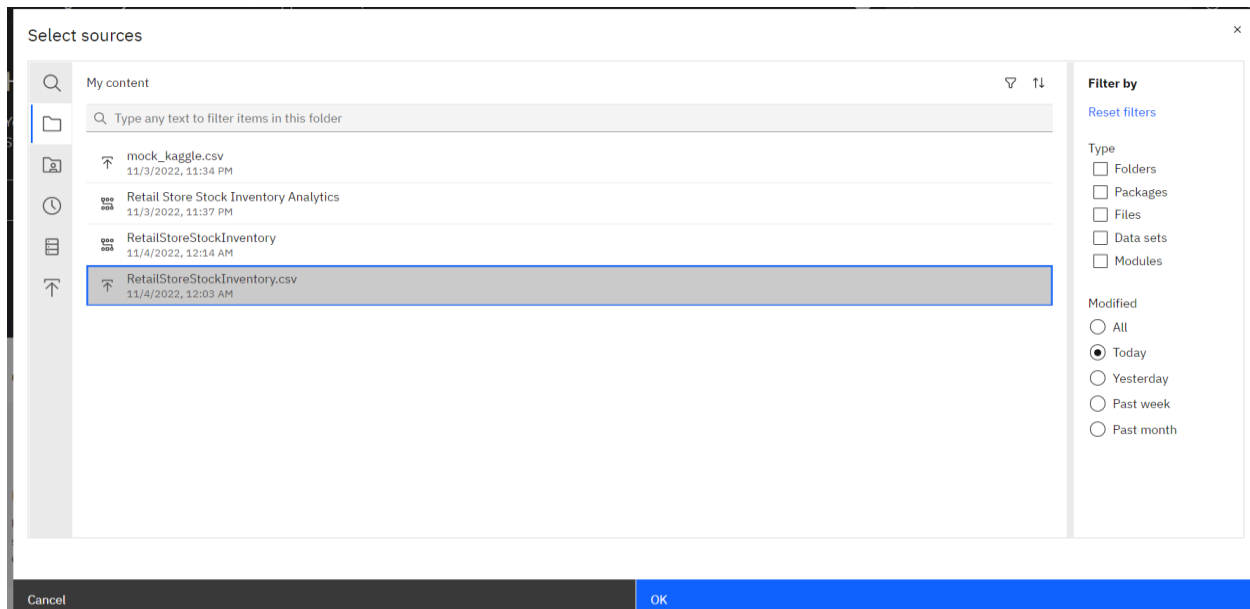 Select sources
My content
Type any text to filter items in this folder
mock_kaggle.csv
11/3/2022, 11:34 PM
Retail Store Stock Inventory Analytics
11/3/2022, 11:37 PM
RetailStoreStockInventory
11/4/2022, 12:14 AM
RetailStoreStockInventory.csv
11/4/2022, 12:03 AM
Filter by
Reset filters
Type
Folders
Packages
Files
Data sets
Modules
Modified
All
Today
Yesterday
Past week
Past month
Cancel
OK